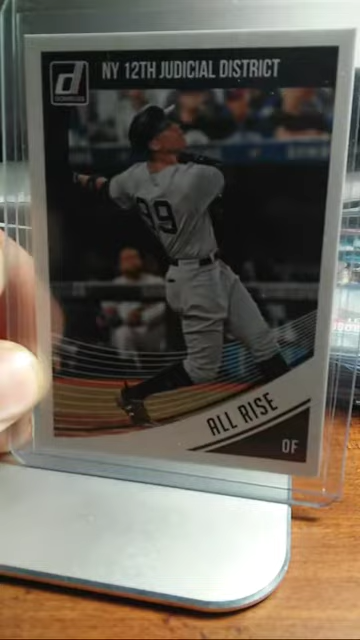 d
DONRUSS
NY 12TH JUDICIAL DISTRICT
99
ALL RISE
OF